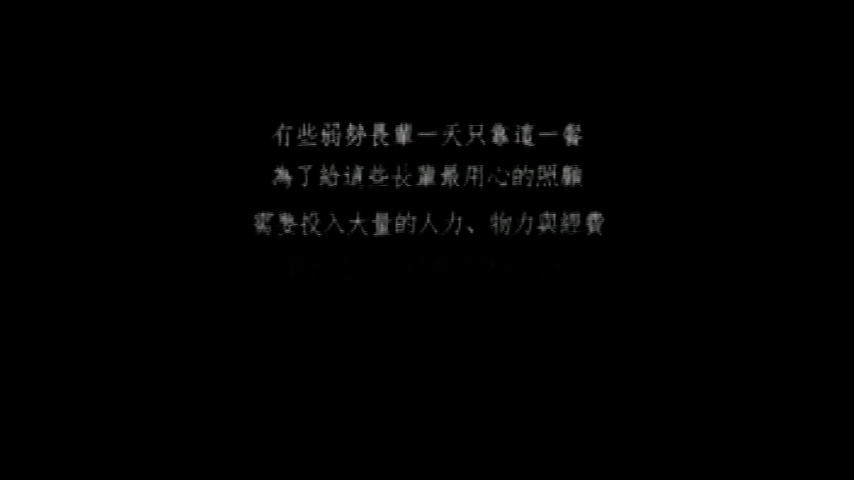 有些弱勢長輩一天只靠這一餐
為了給這些長輩最用心的照顧
需要投入大量的人力、物力與經費